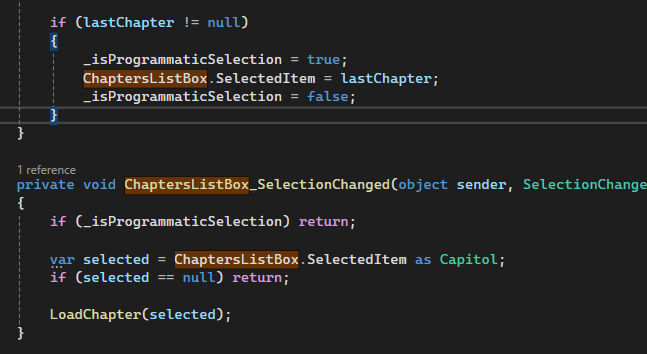 if (lastChapter != null)
{
_isProgrammaticSelection = true;
ChaptersListBox.SelectedItem = lastChapter;
_isProgrammaticSelection = false;
}
}
1 reference
private void ChaptersListBox_SelectionChanged(object sender, SelectionChange
{
if (_isProgrammaticSelection) return;
var selected = ChaptersListBox.SelectedItem as Capitol;
if (selected == null) return;
LoadChapter(selected);
}